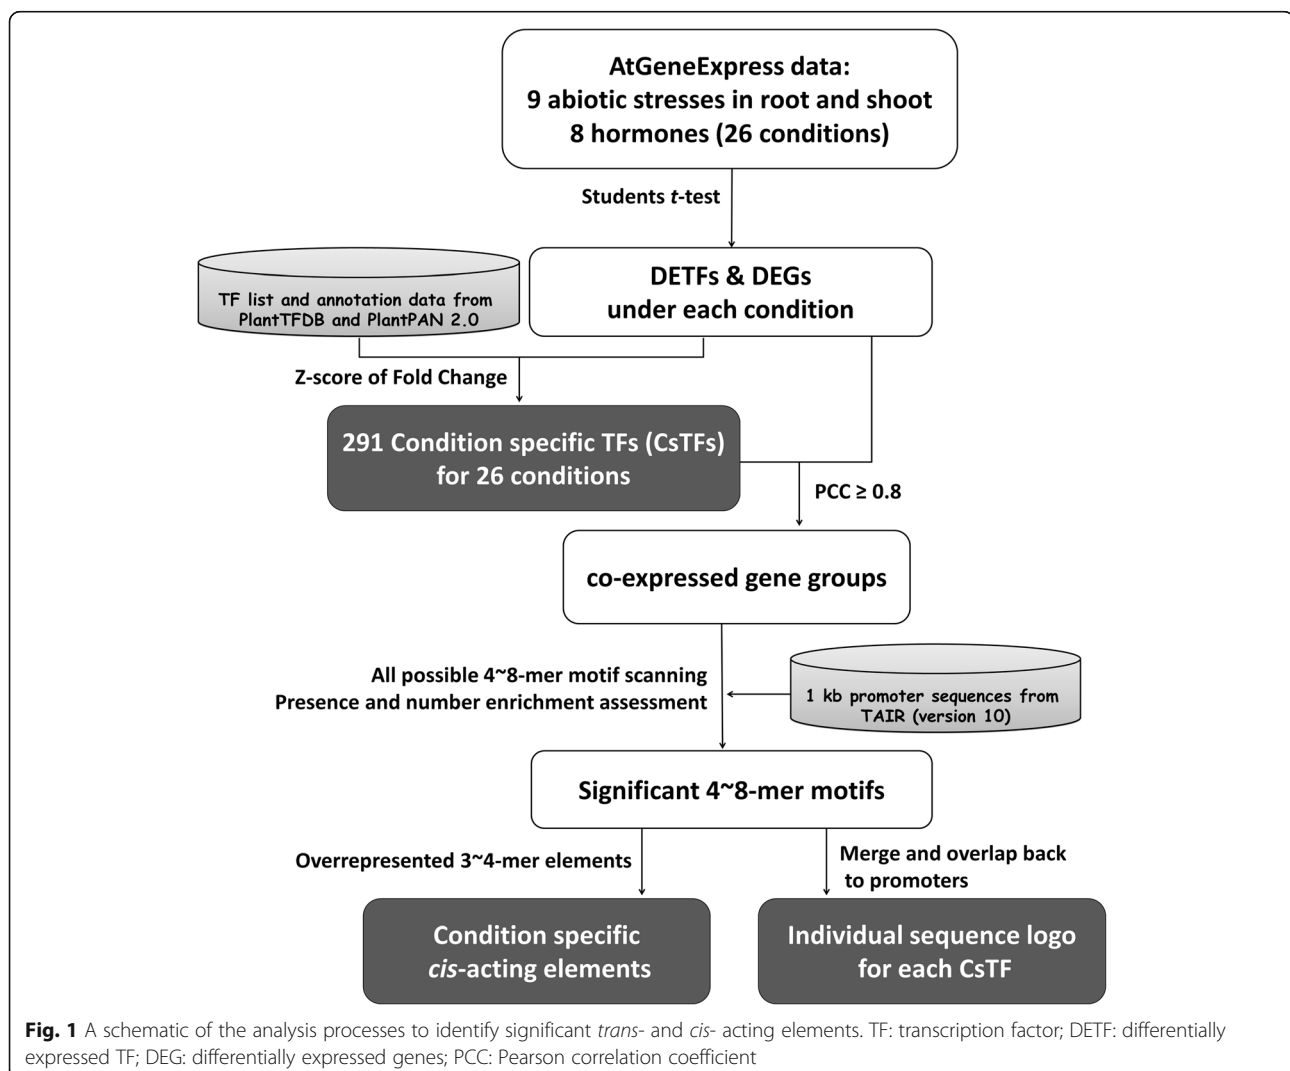 AtGeneExpress data:
9 abiotic stresses in root and shoot
8 hormones (26 conditions)
Students t-test
TF list and annotation data from
PlantTFDB and PlantPAN 2.0
DETFs & DEGs
under each condition
Z-score of Fold Change
291 Condition specific TFs (CsTFs)
for 26 conditions
PCC ≥ 0.8
co-expressed gene groups
All possible 4~8-mer motif scanning
Presence and number enrichment assessment
1 kb promoter sequences from
TAIR (version 10)
Significant 4~8-mer motifs
Overrepresented 3~4-mer elements
Merge and overlap back
to promoters
Condition specific
cis-acting elements
Individual sequence logo
for each CsTF
Fig. 1 A schematic of the analysis processes to identify significant trans- and cis- acting elements. TF: transcription factor; DETF: differentially
expressed TF; DEG: differentially expressed genes; PCC: Pearson correlation coefficient